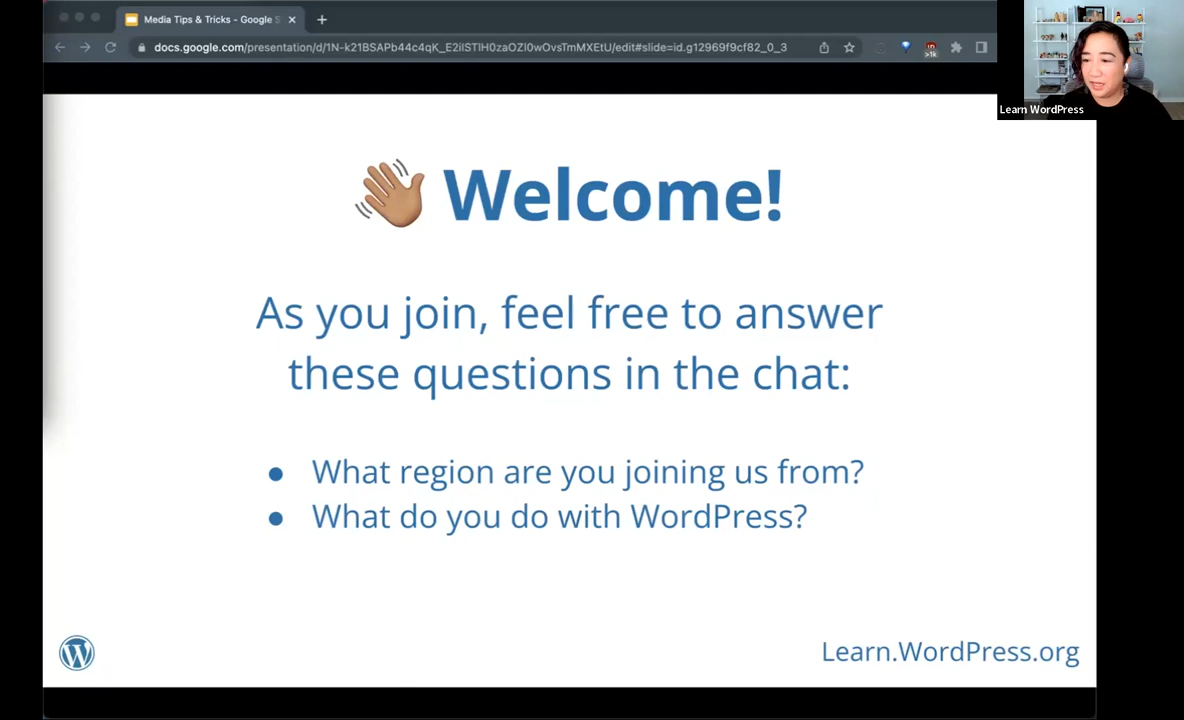 Media Tips & Tricks - Google S
docs.google.com/presentation/d/1N-k21BSAPb44c4qK_E2ilSTlH0zaOZl0wOvsTmMXEtU/edit#slide=id.g12969f9cf82_0_3
>1k
Learn WordPress
Welcome!
As you join, feel free to answer
these questions in the chat:
● What region are you joining us from?
● What do you do with WordPress?
Learn.WordPress.org